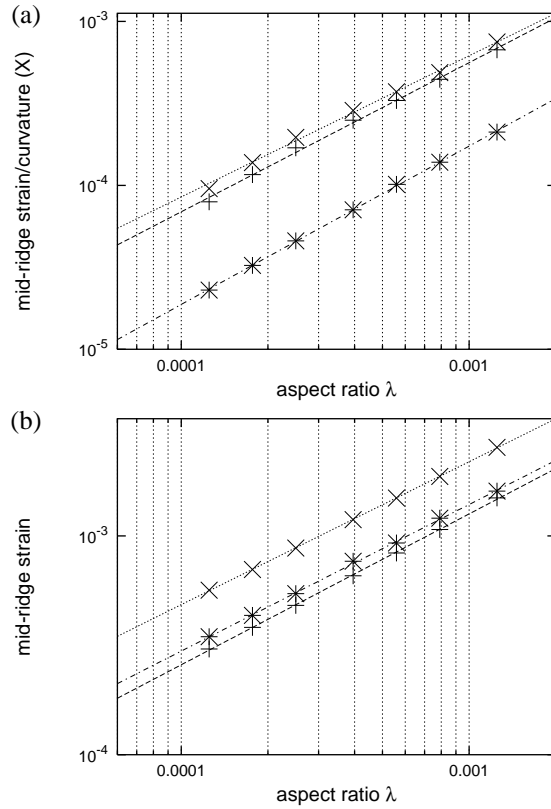 (a)
10⁻³
10⁻⁴
10⁻⁵
mid-ridge strain/curvature (X)
0.0001
0.001
aspect ratio λ
(b)
10⁻³
10⁻⁴
mid-ridge strain
0.0001
0.001
aspect ratio λ